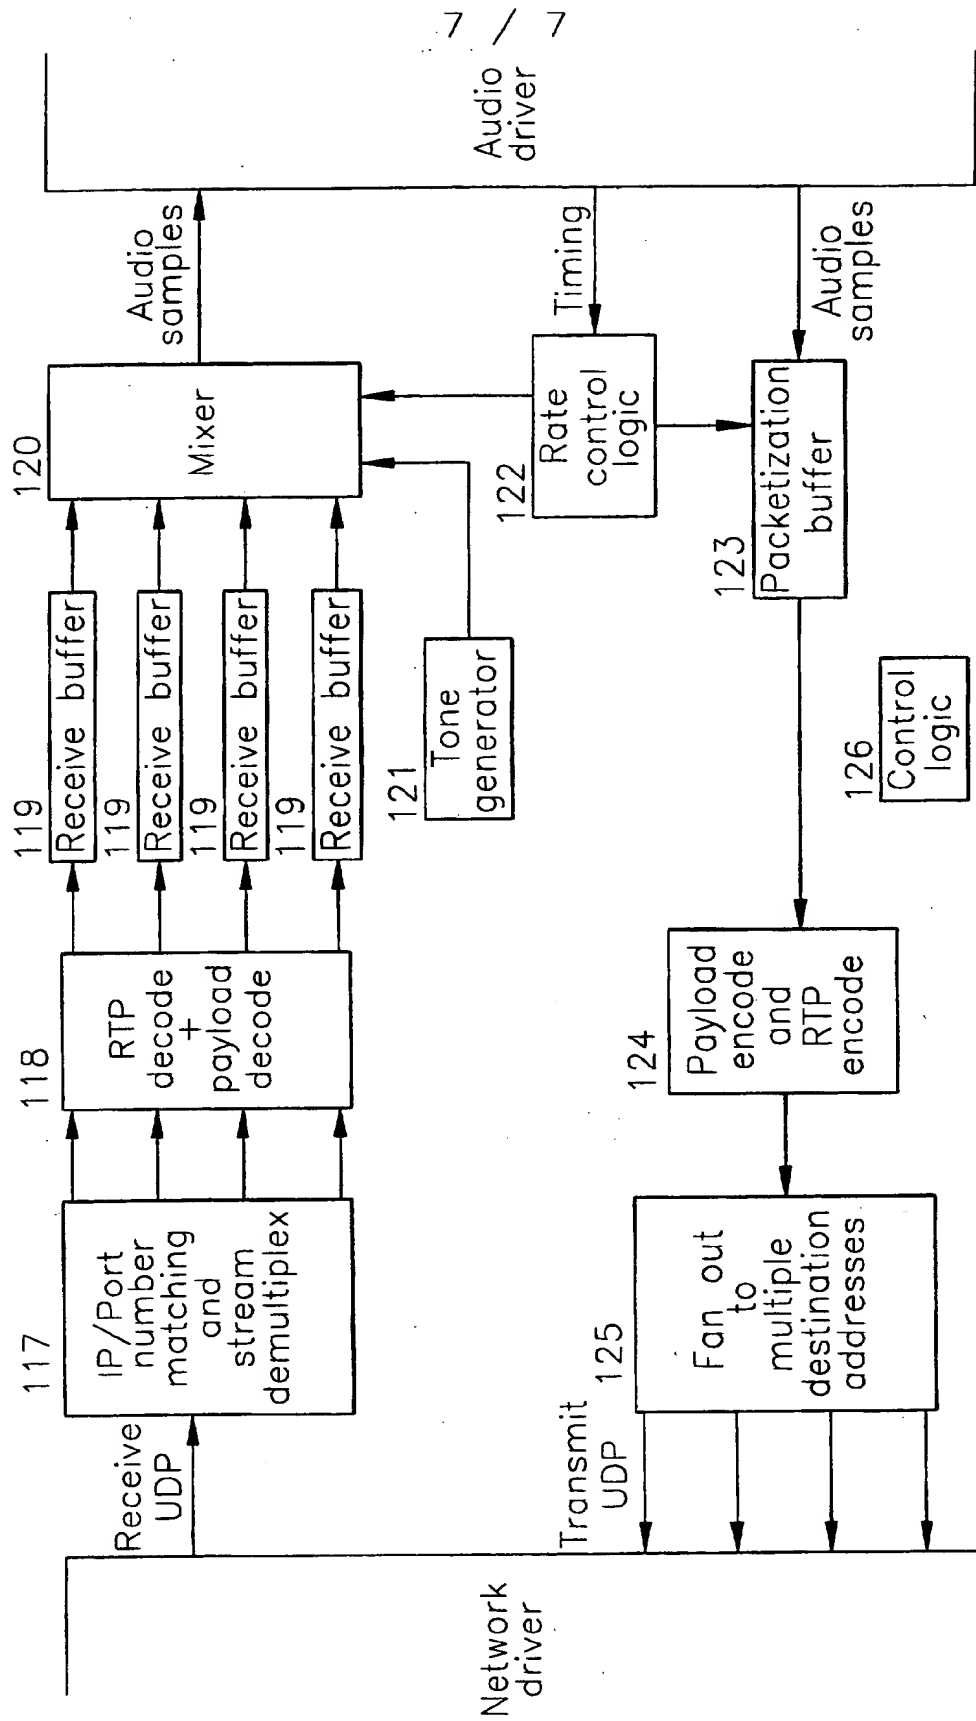 7 / 7
Network
driver
Receive
UDP
117
IP/Port
number
matching
and
stream
demultiplex
118
RTP
decode
+
payload
decode
119
Receive buffer
119
Receive buffer
119
Receive buffer
119
Receive buffer
120
Mixer
Audio
samples
Audio
driver
121
Tone
generator
122
Rate
control
logic
Timing
123
Packetization
buffer
Audio
samples
126
Control
logic
124
Payload
encode
and
RTP
encode
125
Fan out
to
multiple
destination
addresses
Transmit
UDP